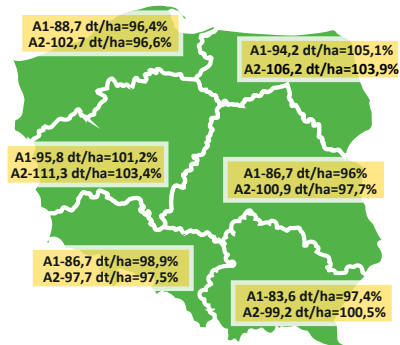 A1-88,7 dt/ha=96,4%
A2-102,7 dt/ha=96,6%
A1-94,2 dt/ha=105,1%
A2-106,2 dt/ha=103,9%
A1-95,8 dt/ha=101,2%
A2-111,3 dt/ha=103,4%
A1-86,7 dt/ha=96%
A2-100,9 dt/ha=97,7%
A1-86,7 dt/ha=98,9%
A2-97,7 dt/ha=97,5%
A1-83,6 dt/ha=97,4%
A2-99,2 dt/ha=100,5%